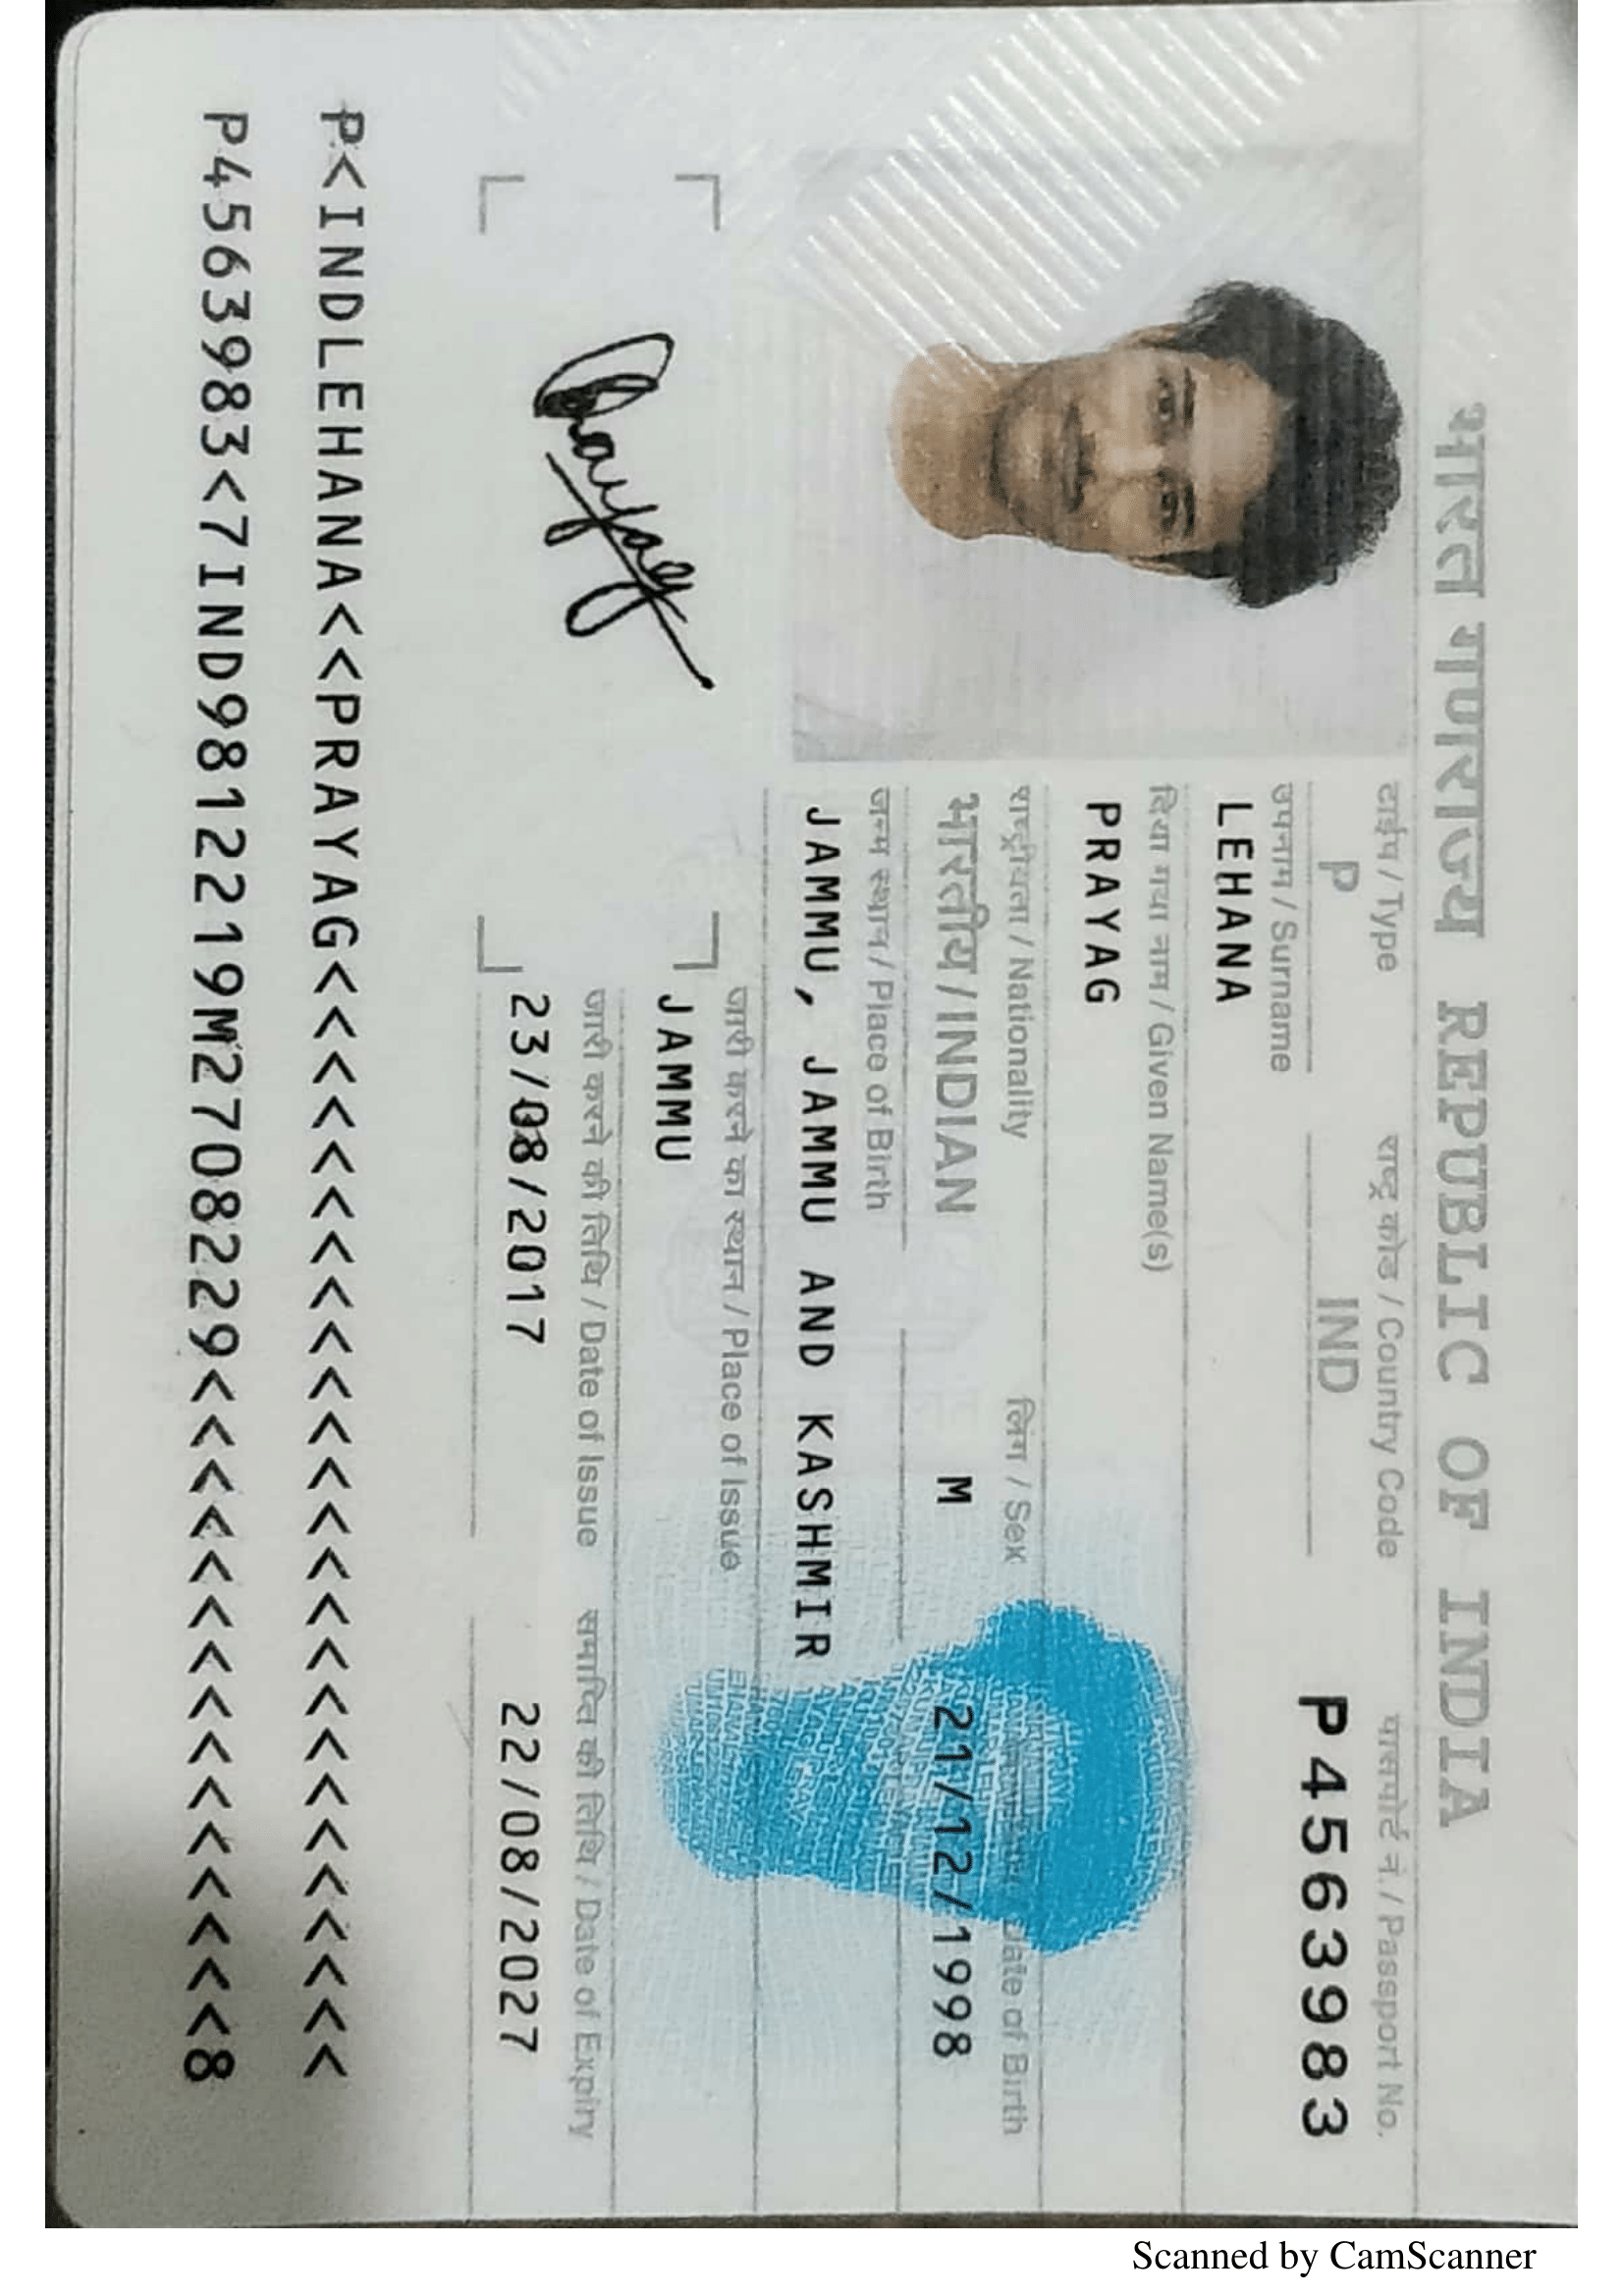 भारत गणराज्य REPUBLIC OF INDIA
टाईप / Type
राष्ट्र कोड / Country Code
पासपोर्ट नं. / Passport No.
P
IND
P4563983
उपनाम / Surname
LEHANA
दिया गया नाम / Given Name(s)
PRAYAG
राष्ट्रीयता / Nationality
लिंग / Sex
Date of Birth
भारतीय / INDIAN
M
21/12/1998
जन्म स्थान / Place of Birth
JAMMU, JAMMU AND KASHMIR
जारी करने का स्थान / Place of Issue
JAMMU
जारी करने की तिथि / Date of Issue
समाप्ति की तिथि / Date of Expiry
23/08/2017
22/08/2027
Prayag
P<INDLEHANA<<PRAYAG<<<<<<<<<<<<<<<<<<<<<<<<<
P4563983<7IND9812219M2708229<<<<<<<<<<<<<<<8
Scanned by CamScanner